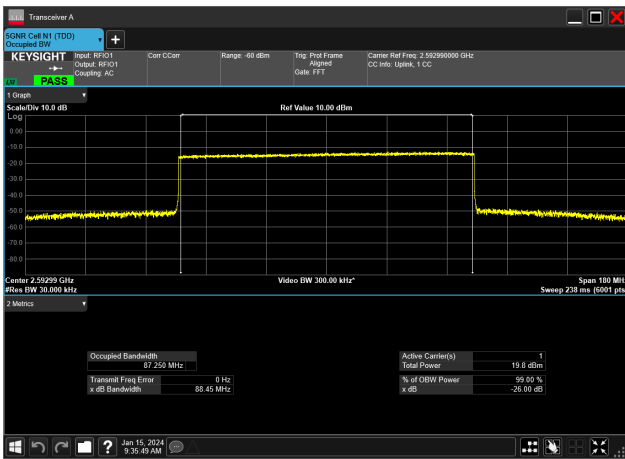 Transceiver A
5GNR Cell N1 (TDD)
Occupied BW
KEYSIGHT
PASS
Input: RFIO1
Output: RFIO1
Coupling: AC
Corr CCorr
Range: -60 dBm
Trig: Prot Frame
Aligned
Gate: FFT
Carrier Ref Freq: 2.592990000 GHz
CC Info: Uplink, 1 CC
1 Graph
Scale/Div 10.0 dB
Ref Value 10.00 dBm
Log
0.00
-10.0
-20.0
-30.0
-40.0
-50.0
-60.0
-70.0
-80.0
Center 2.59299 GHz
Video BW 300.00 kHz*
Span 180 MHz
#Res BW 30.000 kHz
Sweep 238 ms (6001 pts
2 Metrics
Occupied Bandwidth
87.250 MHz
Transmit Freq Error 0 Hz
x dB Bandwidth 88.45 MHz
Active Carrier(s) 1
Total Power 19.8 dBm
% of OBW Power 99.00 %
x dB -26.00 dB
Jan 15, 2024
9:35:49 AM